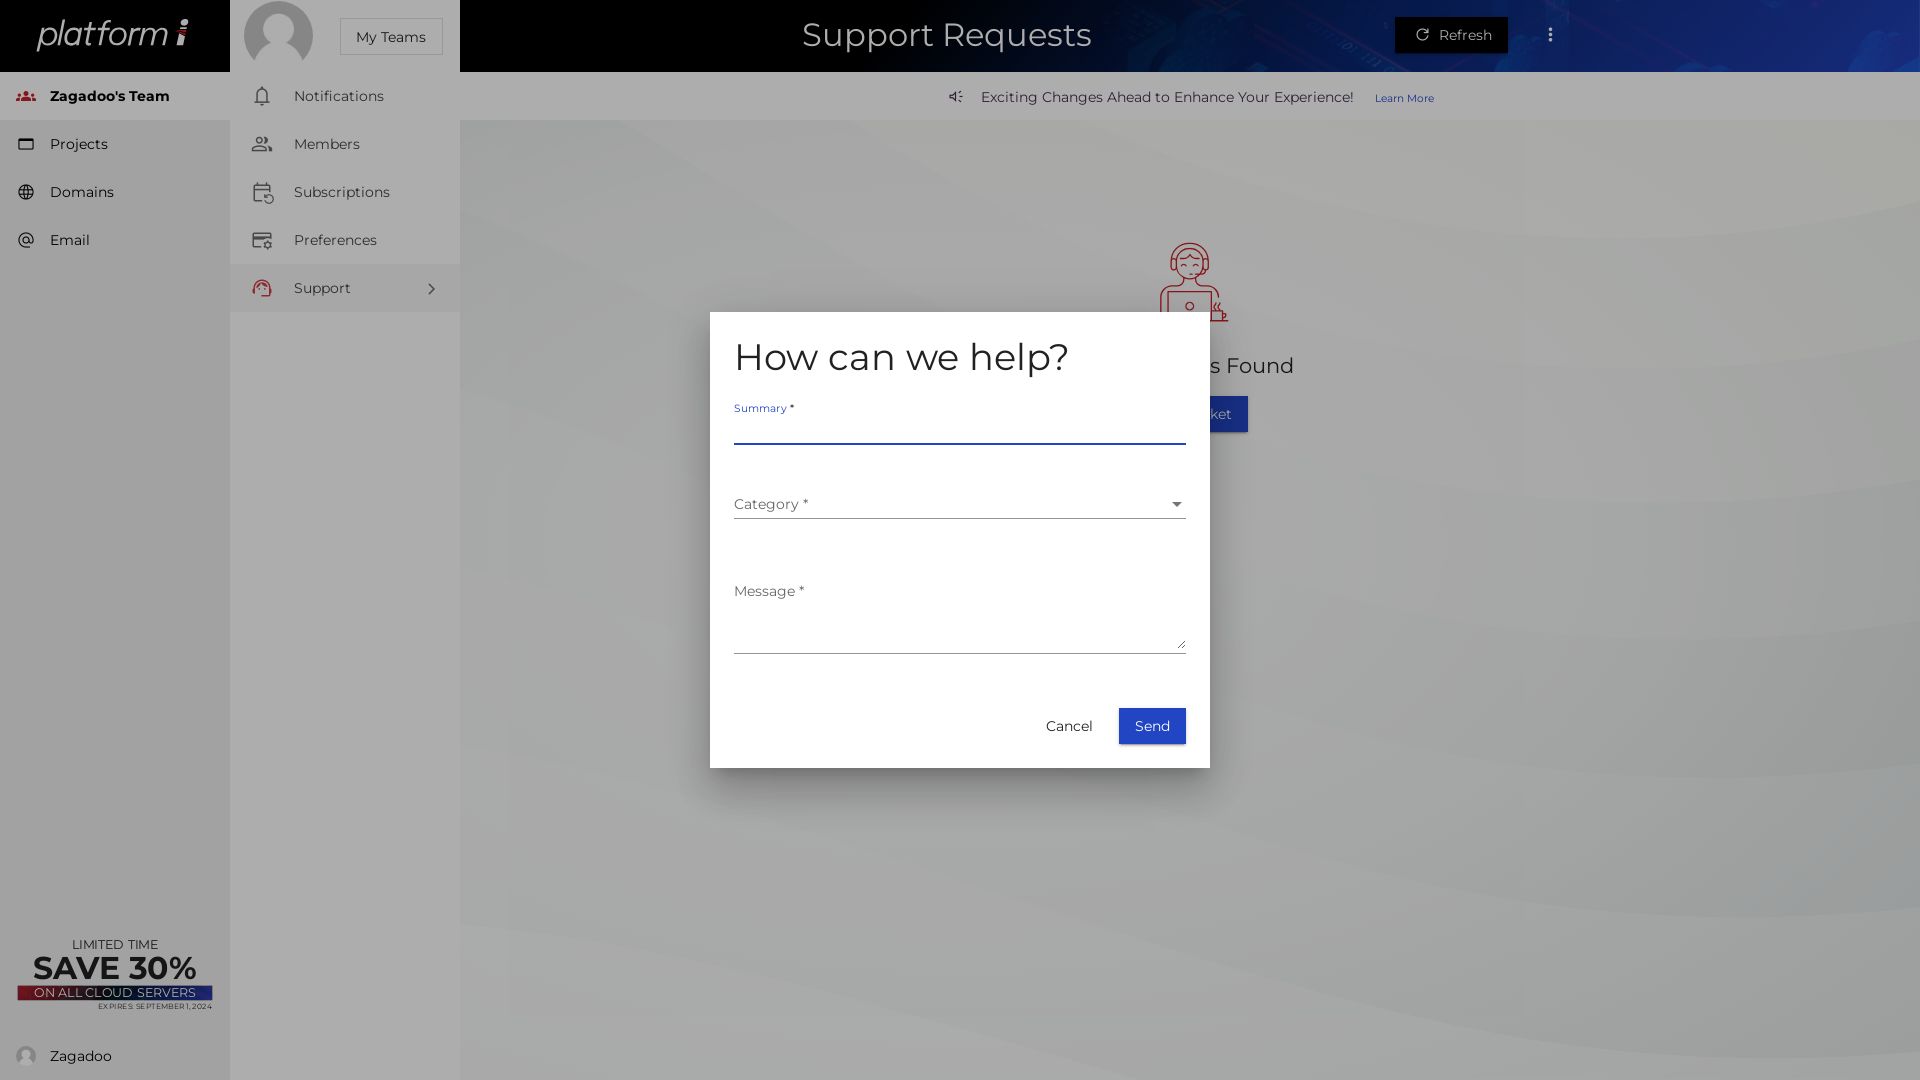 platform i
My Teams
Support Requests
Refresh
Zagadoo's Team
Projects
Domains
Email
Notifications
Members
Subscriptions
Preferences
Support
Exciting Changes Ahead to Enhance Your Experience! Learn More
s Found
ket
How can we help?
Summary *
Category *
Message *
Cancel
Send
LIMITED TIME
SAVE 30%
ON ALL CLOUD SERVERS
EXPIRES: SEPTEMBER 1, 2024
Zagadoo